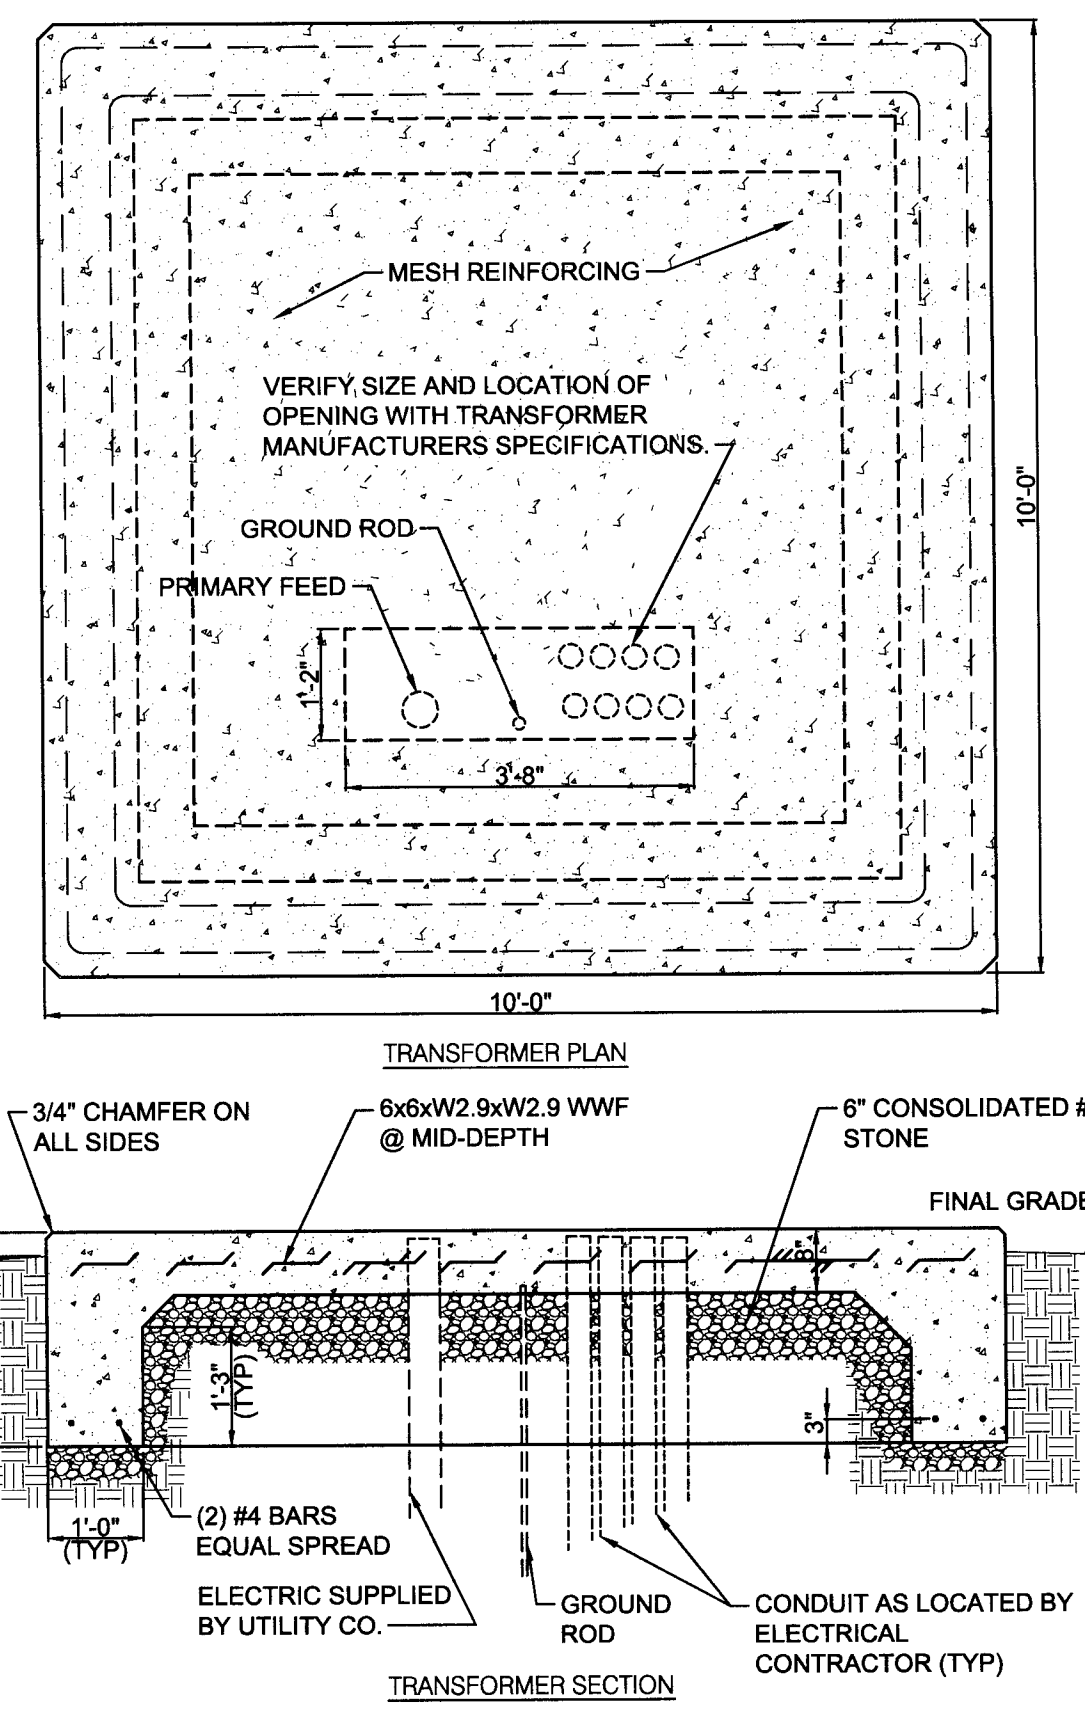 MESH REINFORCING
VERIFY SIZE AND LOCATION OF
OPENING WITH TRANSFORMER
MANUFACTURERS SPECIFICATIONS.
10'-0"
GROUND ROD
PRIMARY FEED
1'-2"
3'-8"
10'-0"
TRANSFORMER PLAN
3/4" CHAMFER ON
ALL SIDES
6x6xW2.9xW2.9 WWF
@ MID-DEPTH
6" CONSOLIDATED #
STONE
FINAL GRADE
8"
1'-3"
(TYP)
3"
1'-0"
(TYP)
(2) #4 BARS
EQUAL SPREAD
ELECTRIC SUPPLIED
BY UTILITY CO.
GROUND
ROD
CONDUIT AS LOCATED BY
ELECTRICAL
CONTRACTOR (TYP)
TRANSFORMER SECTION